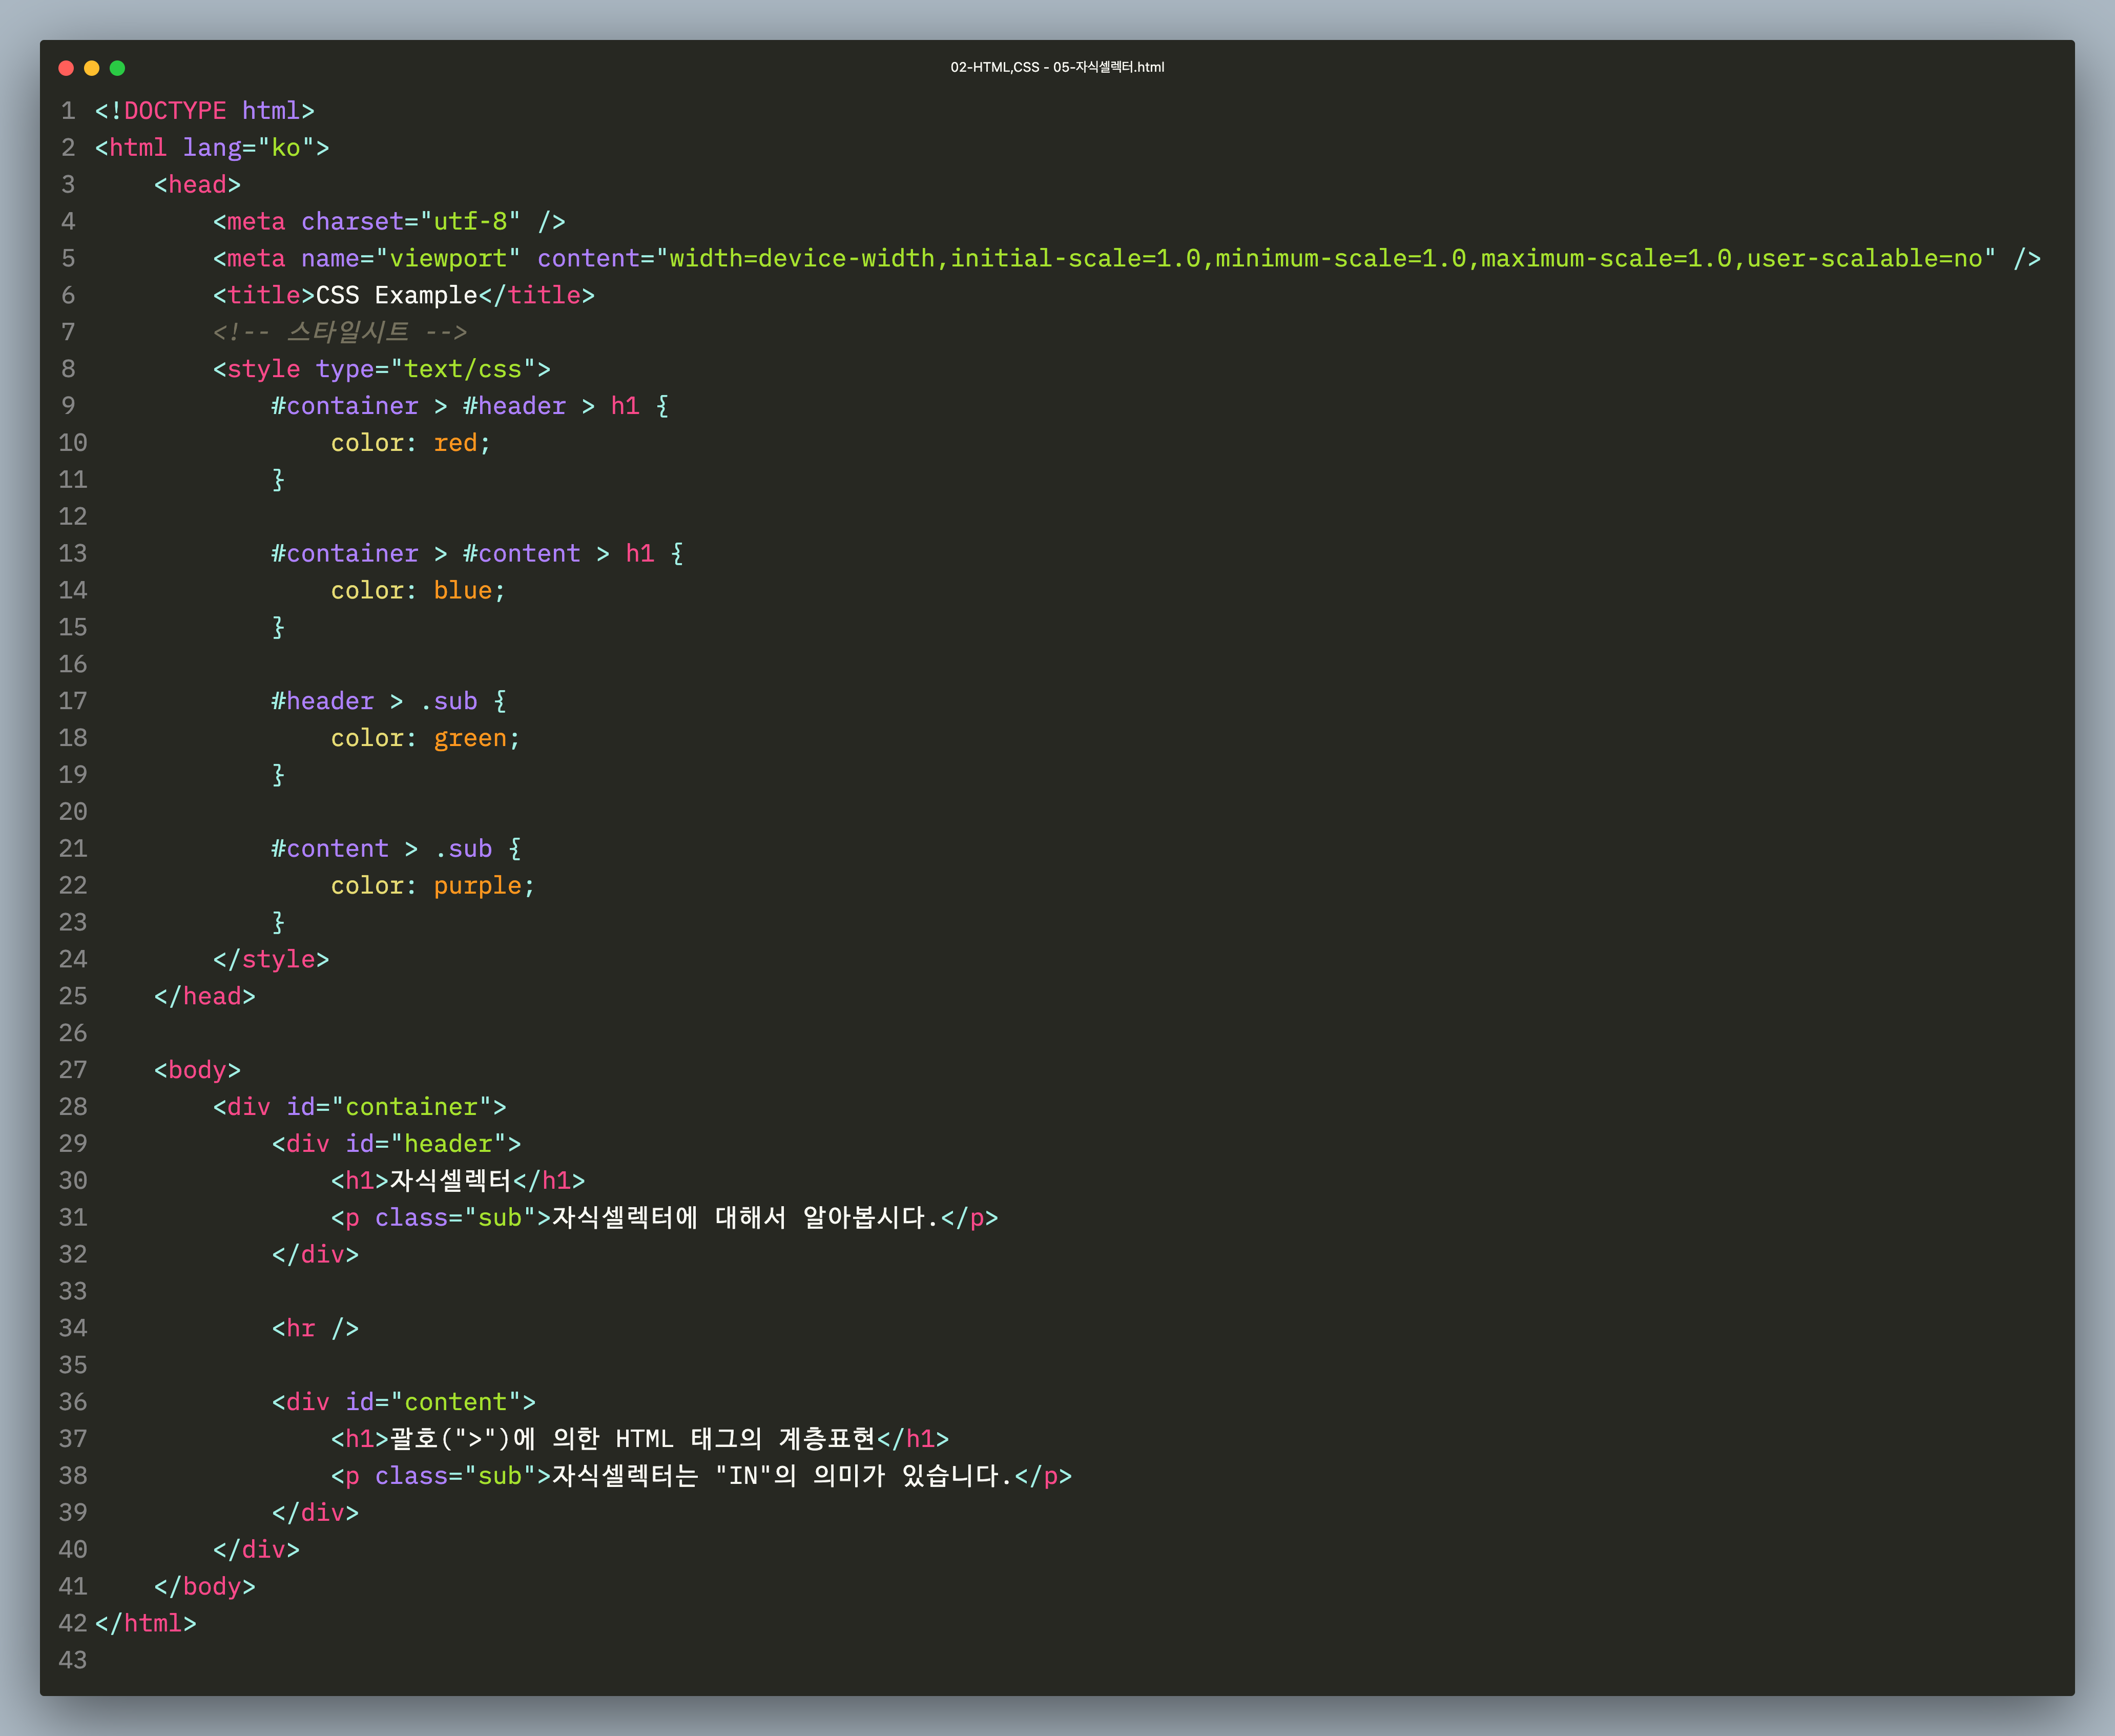 02-HTML,CSS - 05-자식셀렉터.html
1 <!DOCTYPE html>
2 <html lang="ko">
3     <head>
4         <meta charset="utf-8" />
5         <meta name="viewport" content="width=device-width,initial-scale=1.0,minimum-scale=1.0,maximum-scale=1.0,user-scalable=no" />
6         <title>CSS Example</title>
7         <!-- 스타일시트 -->
8         <style type="text/css">
9             #container > #header > h1 {
10                 color: red;
11             }
12
13             #container > #content > h1 {
14                 color: blue;
15             }
16
17             #header > .sub {
18                 color: green;
19             }
20
21             #content > .sub {
22                 color: purple;
23             }
24         </style>
25     </head>
26
27     <body>
28         <div id="container">
29             <div id="header">
30                 <h1>자식셀렉터</h1>
31                 <p class="sub">자식셀렉터에 대해서 알아봅시다.</p>
32             </div>
33
34             <hr />
35
36             <div id="content">
37                 <h1>괄호(">")에 의한 HTML 태그의 계층표현</h1>
38                 <p class="sub">자식셀렉터는 "IN"의 의미가 있습니다.</p>
39             </div>
40         </div>
41     </body>
42 </html>
43